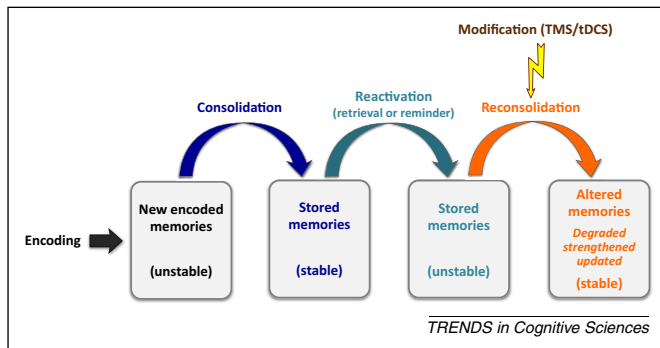 Modification (TMS/tDCS)
Consolidation
Reactivation
(retrieval or reminder)
Reconsolidation
Encoding
New encoded
memories
(unstable)
Stored
memories
(stable)
Stored
memories
(unstable)
Altered
memories
Degraded
strengthened
updated
(stable)
TRENDS in Cognitive Sciences